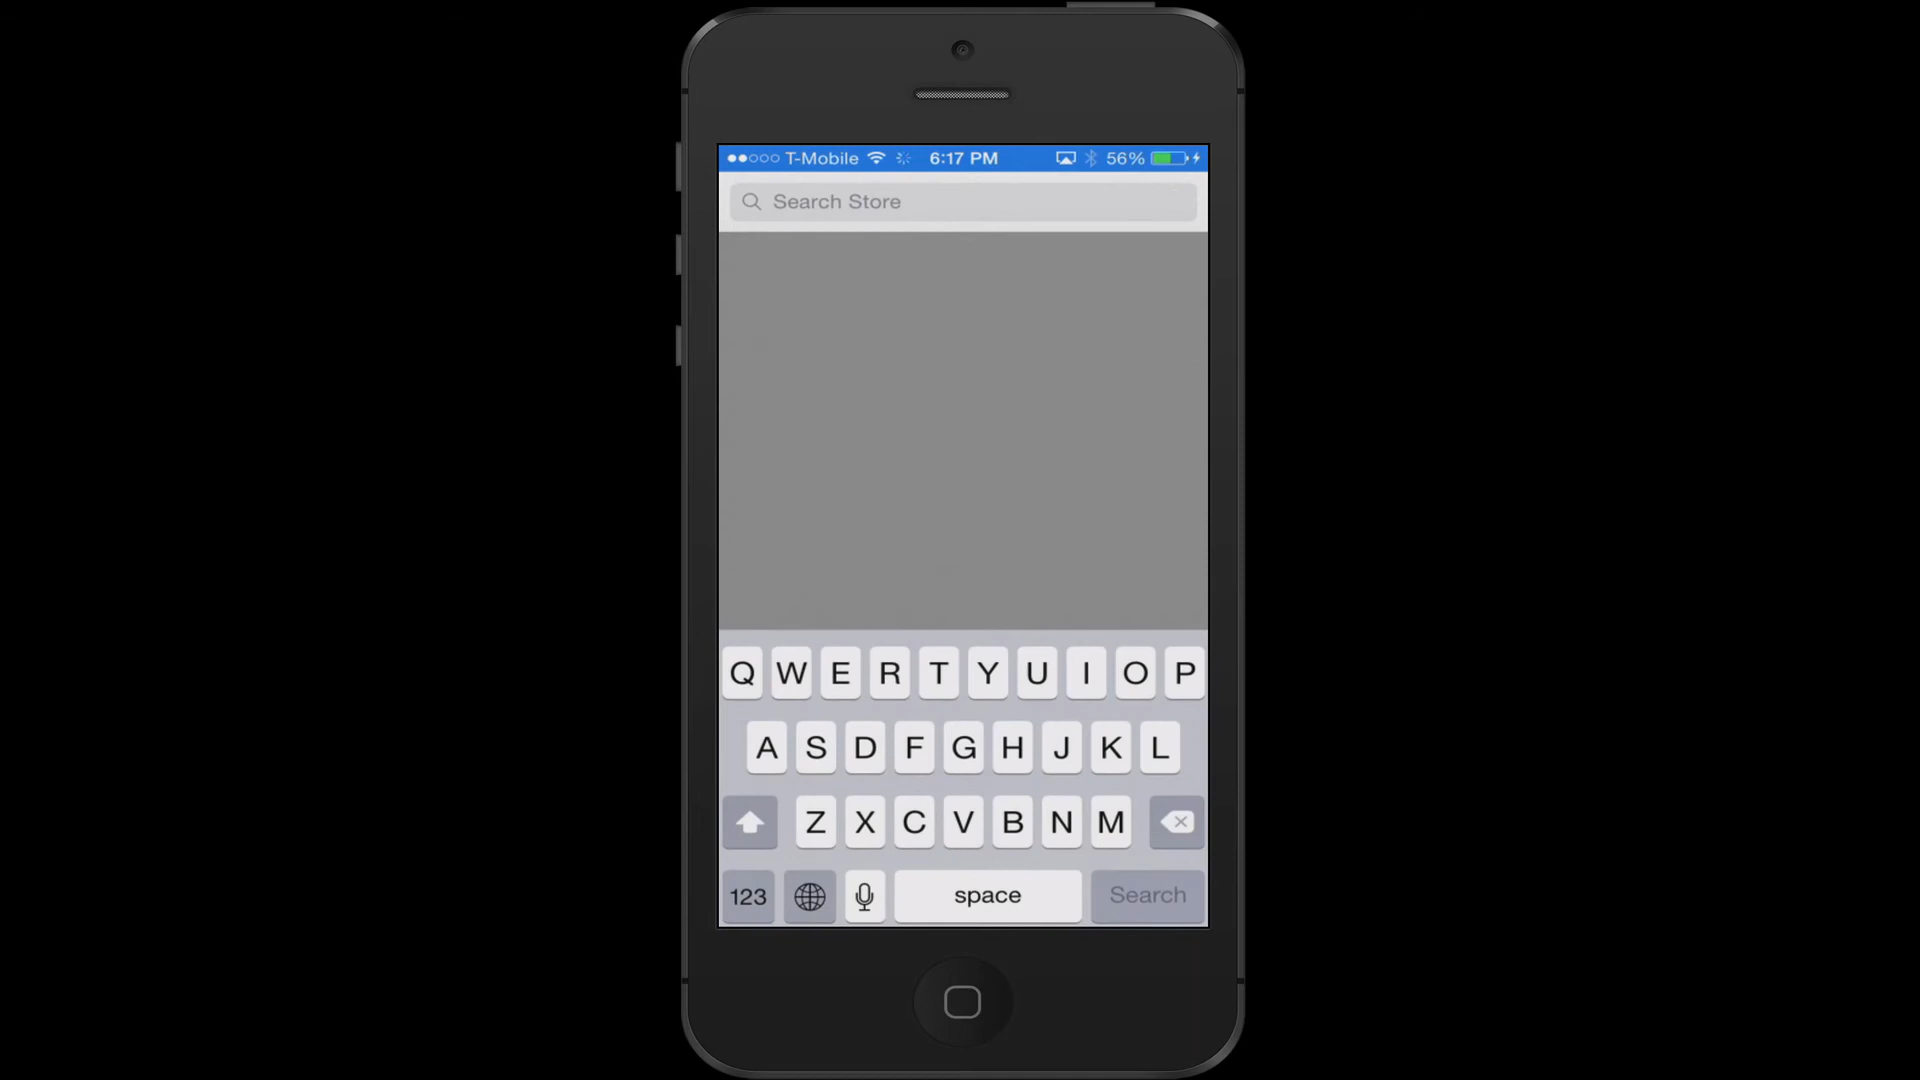 T-Mobile 6:17 PM 56%
Search Store
Q W E R T Y U I O P
A S D F G H J K L
Z X C V B N M
123 space Search